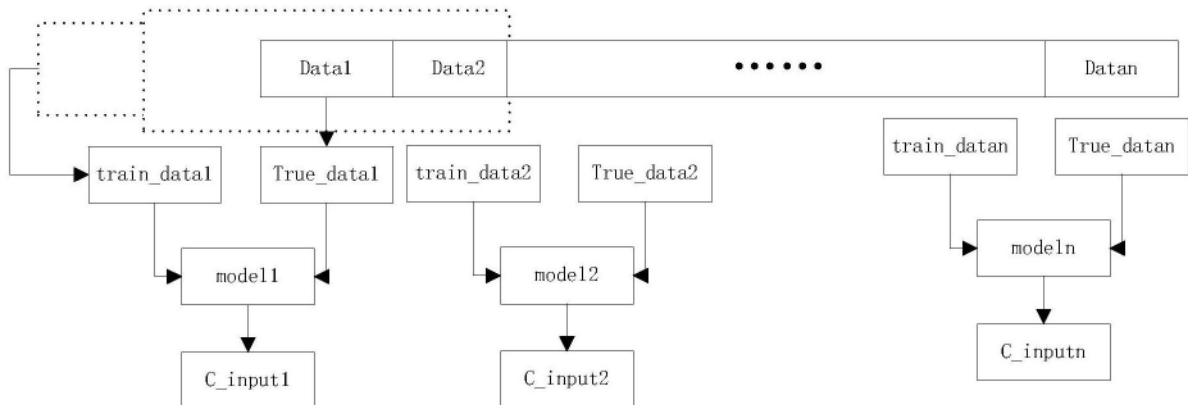 Data1 Data2 •••••• Datan
train_data1 True_data1 train_data2 True_data2 train_datan True_datan
model1 model2 modeln
C_input1 C_input2 C_inputn